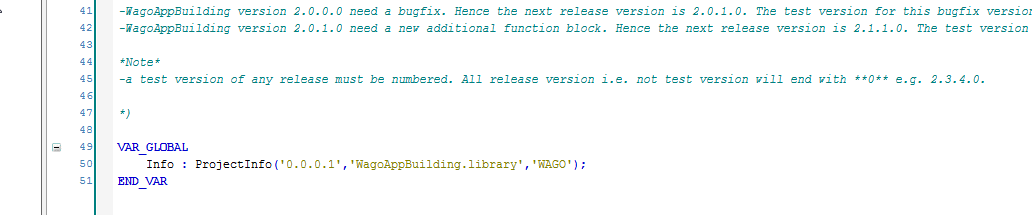 41 -WagoAppBuilding version 2.0.0.0 need a bugfix. Hence the next release version is 2.0.1.0. The test version for this bugfix version
42 -WagoAppBuilding version 2.0.1.0 need a new additional function block. Hence the next release version is 2.1.1.0. The test version
43
44 *Note*
45 -a test version of any release must be numbered. All release version i.e. not test version will end with **0** e.g. 2.3.4.0.
46
47 *)
48
49 VAR_GLOBAL
50 Info : ProjectInfo('0.0.0.1','WagoAppBuilding.library','WAGO');
51 END_VAR